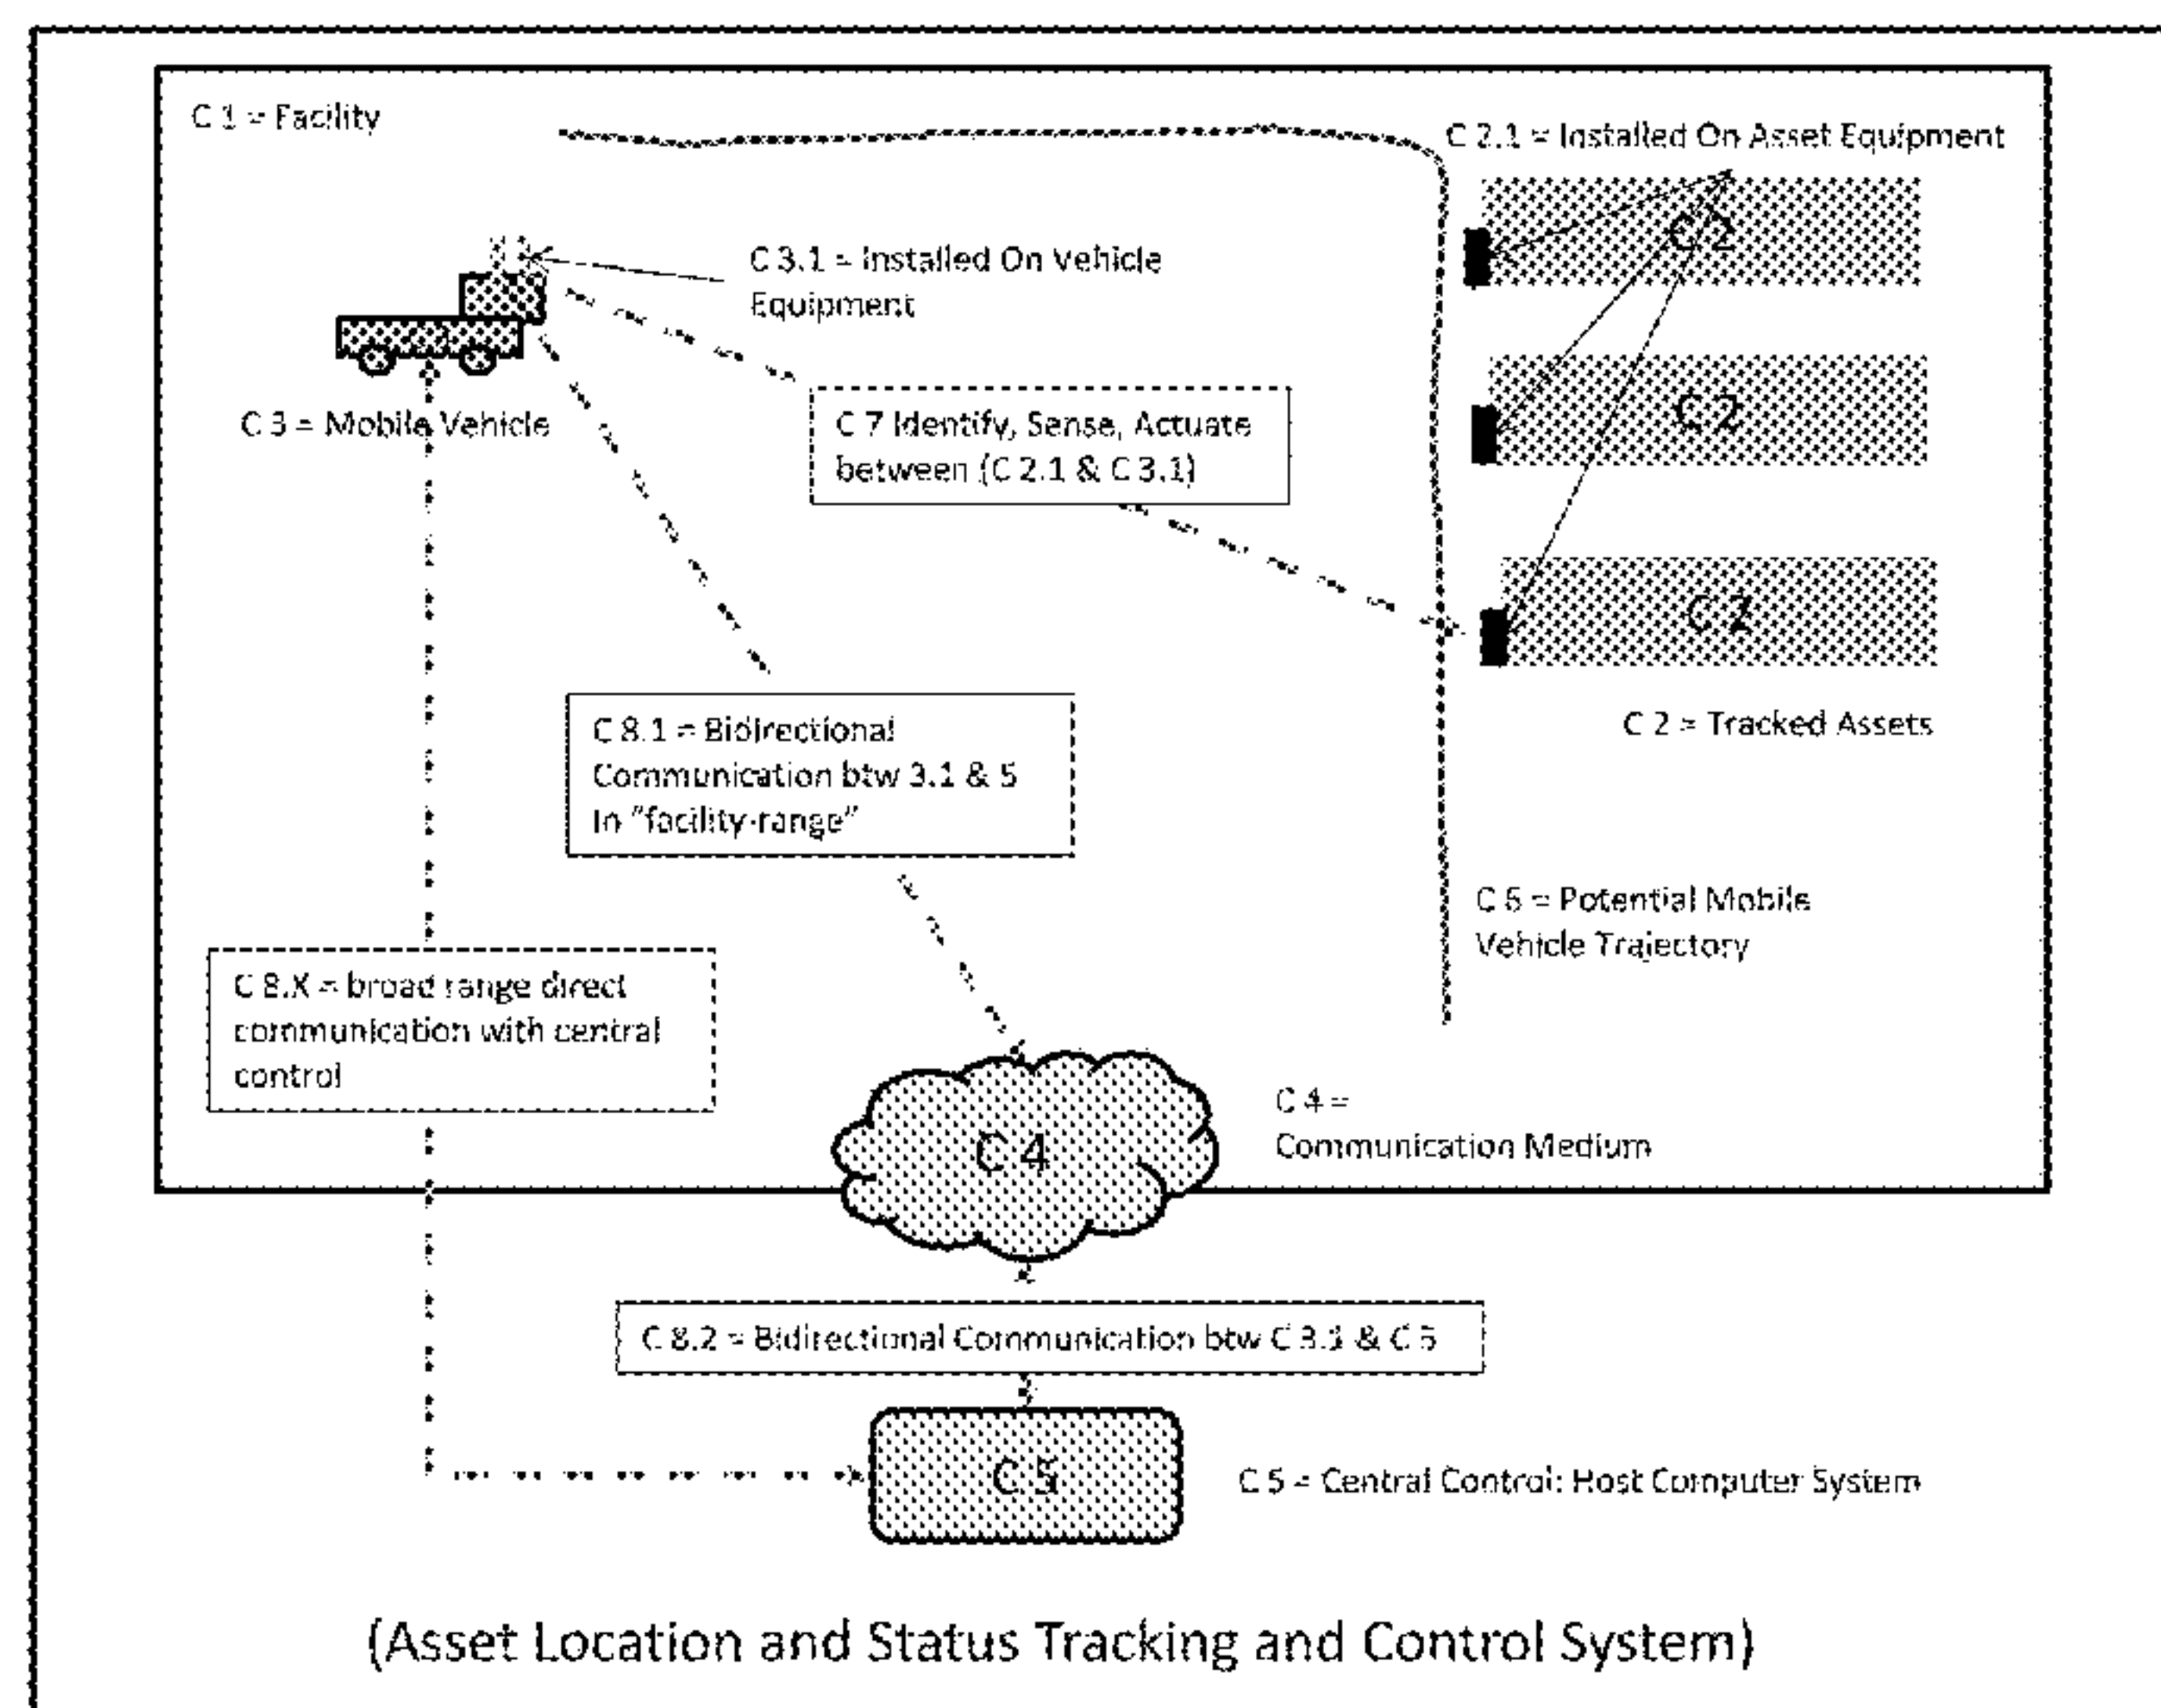 C 1 = Facility
C 2.1 = Installed On Asset Equipment
C 2
C 3.1 = Installed On Vehicle
Equipment
C 3 = Mobile Vehicle
C 7 Identify, Sense, Actuate
between (C 2.1 & C 3.1)
C 2
C 2
C 2 = Tracked Assets
C 8.1 = Bidirectional
Communication btw 3.1 & 5
In "facility-range"
C 6 = Potential Mobile
Vehicle Trajectory
C 8.X = broad range direct
communication with central
control
C 4
C 4 =
Communication Medium
C 8.2 = Bidirectional Communication btw C 3.1 & C 5
C 5
C 5 = Central Control: Host Computer System
(Asset Location and Status Tracking and Control System)